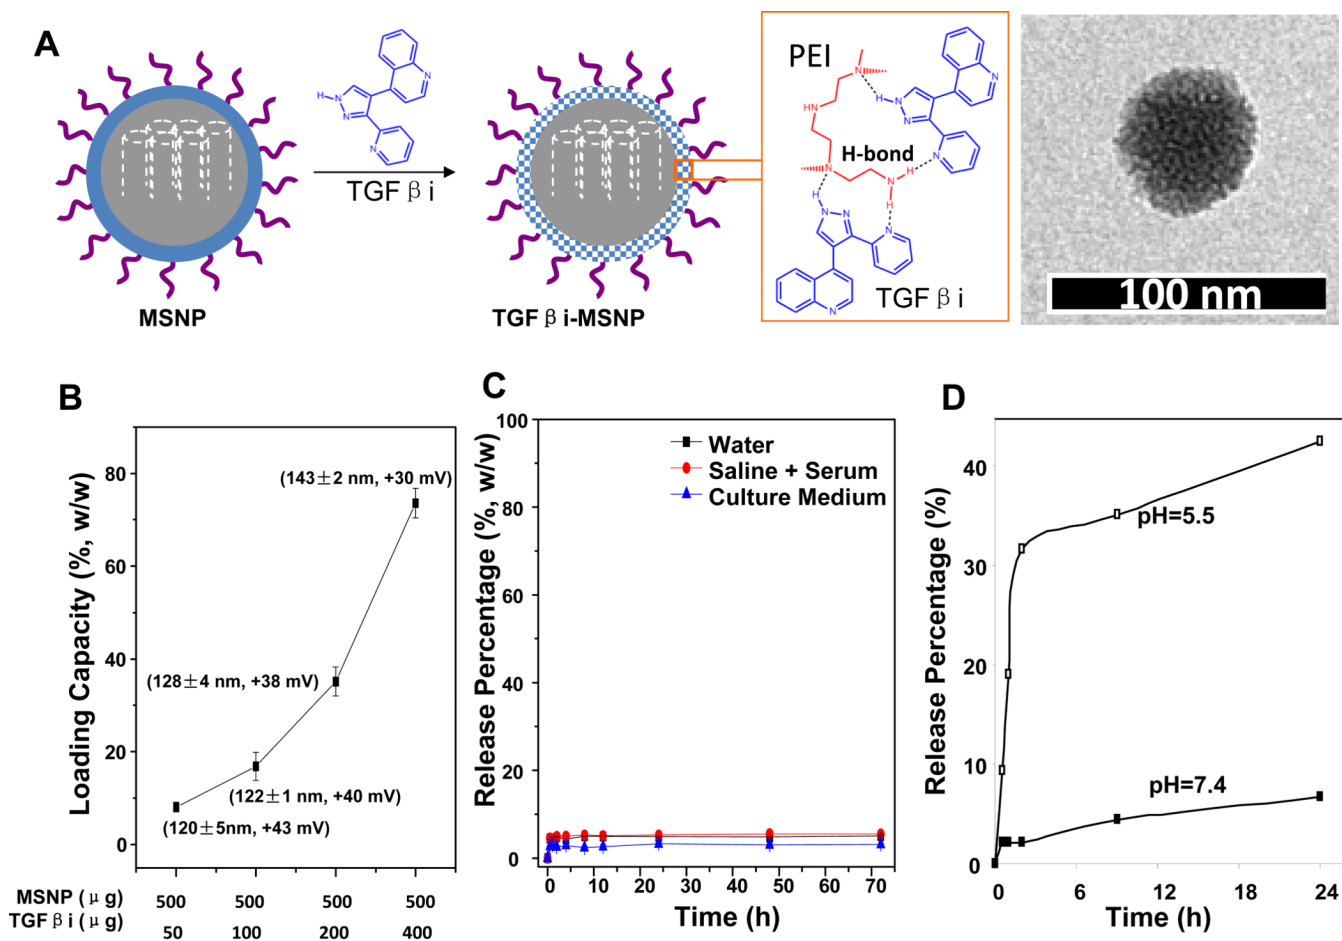 A
H
N
N
N
N
TGF β i
MSNP
TGF β i-MSNP
PEI
N
H
N
N
N
N
HN
H-bond
N
H
N
H
H
N
N
N
N
TGF β i
100 nm
B
Loading Capacity (%, w/w)
80
60
40
20
0
(143±2 nm, +30 mV)
(128±4 nm, +38 mV)
(122±1 nm, +40 mV)
(120±5nm, +43 mV)
MSNP (μg) 500 500 500 500
TGF β i (μg) 50 100 200 400
C
Release Percentage (%, w/w)
100
80
60
40
20
0
Water
Saline + Serum
Culture Medium
0 10 20 30 40 50 60 70
Time (h)
D
Release Percentage (%)
40
30
20
10
0
pH=5.5
pH=7.4
0 6 12 18 24
Time (h)